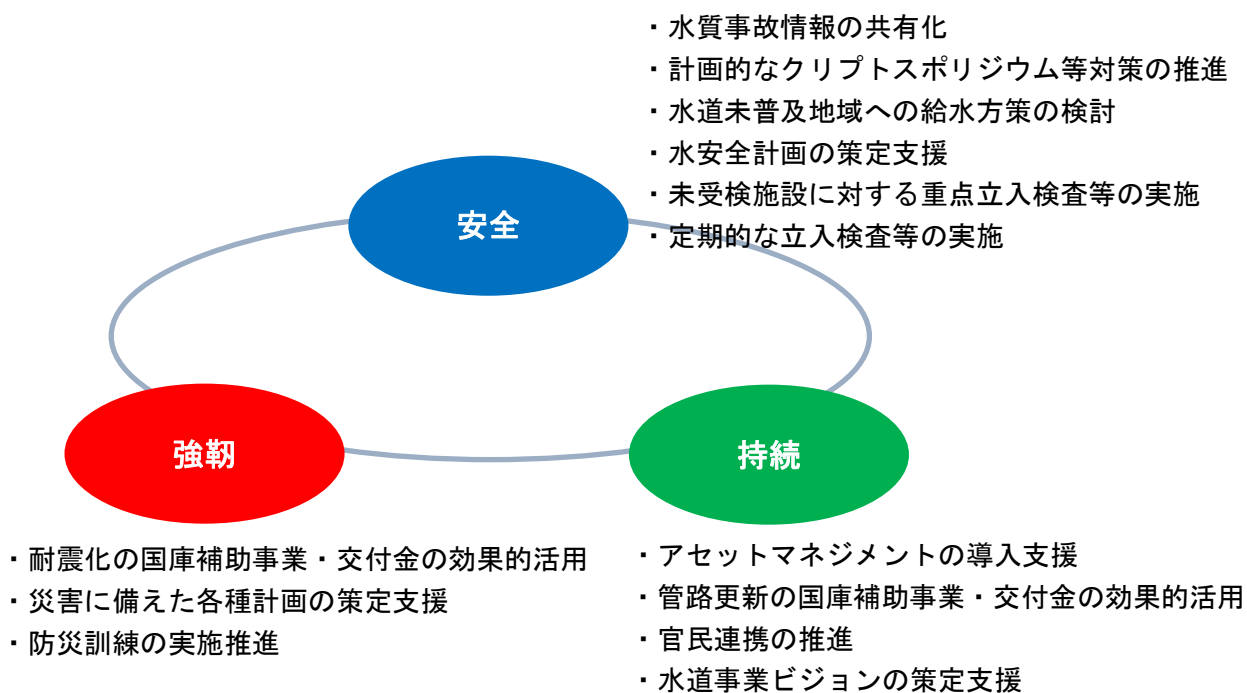 ・水質事故情報の共有化
・計画的なクリプトスポリジウム等対策の推進
・水道未普及地域への給水方策の検討
・水安全計画の策定支援
・未受検施設に対する重点立入検査等の実施
・定期的な立入検査等の実施
安全
強靭
持続
・耐震化の国庫補助事業・交付金の効果的活用
・災害に備えた各種計画の策定支援
・防災訓練の実施推進
・アセットマネジメントの導入支援
・管路更新の国庫補助事業・交付金の効果的活用
・官民連携の推進
・水道事業ビジョンの策定支援